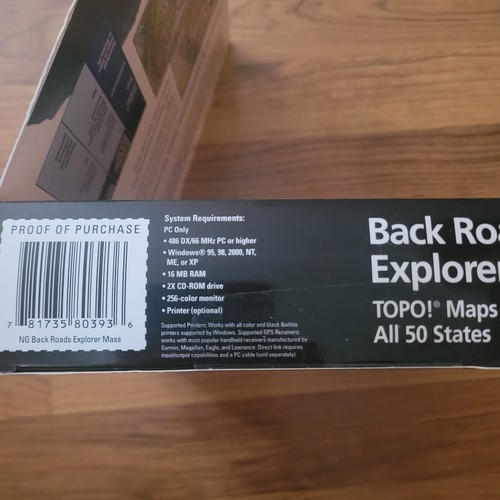 PROOF OF PURCHASE
7 81735 80393 6
NG Back Roads Explorer Mass
System Requirements:
PC Only
• 486 DX/66 MHz PC or higher
• Windows® 95, 98, 2000, NT,
ME, or XP
• 16 MB RAM
• 2X CD-ROM drive
• 256-color monitor
• Printer (optional)
Supported Printers: Works with all color and black &white
printers supported by Windows. Supported GPS Receivers:
works with most popular handheld receivers manufactured by
Garmin, Magellan, Eagle, and Lowrance. Direct link requires
input/output capabilities and a PC cable (sold separately).
Back Roa
Explorer
TOPO!® Maps
All 50 States